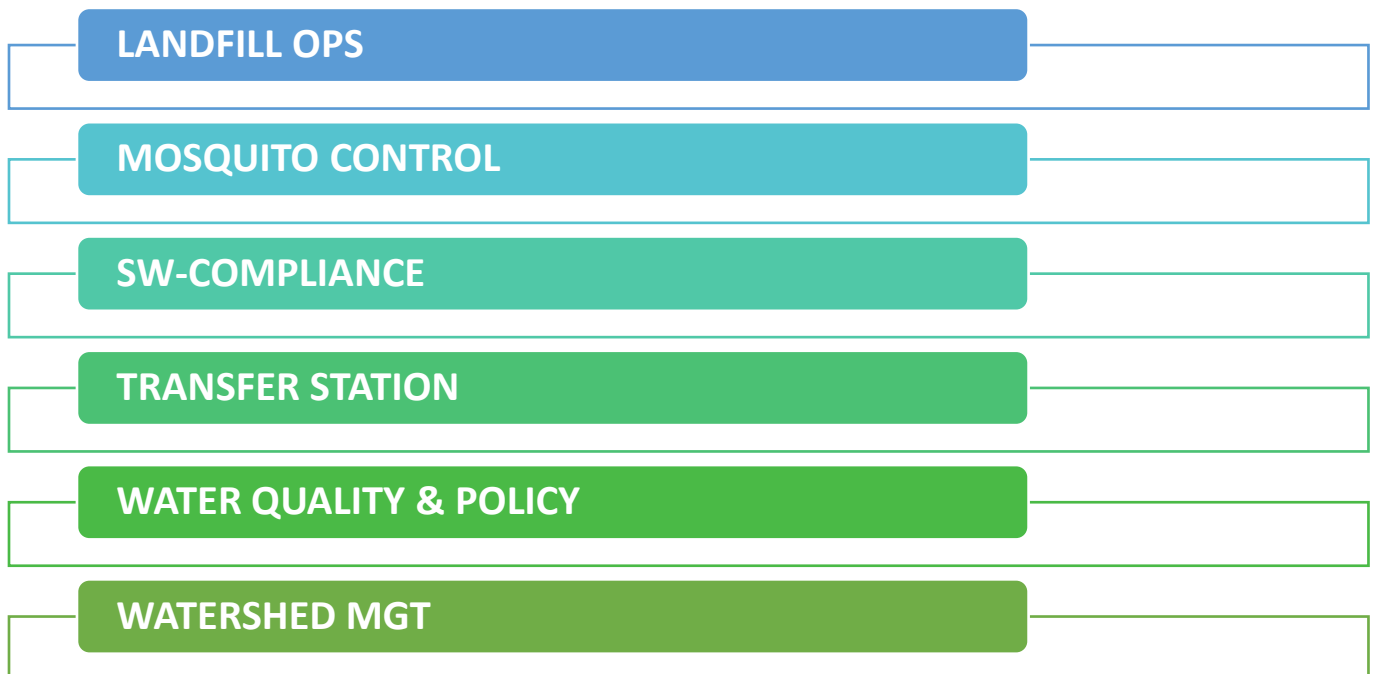 LANDFILL OPS
MOSQUITO CONTROL
SW-COMPLIANCE
TRANSFER STATION
WATER QUALITY & POLICY
WATERSHED MGT